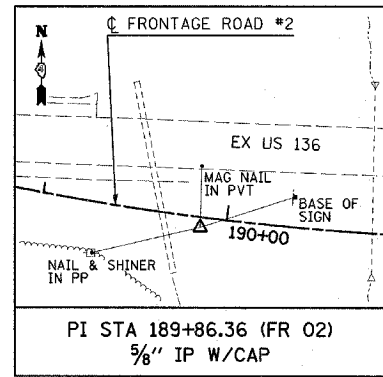 ℄ FRONTAGE ROAD #2
N
EX US 136
MAG NAIL
IN PVT
BASE OF
SIGN
190+00
NAIL & SHINER
IN PP
PI STA 189+86.36 (FR 02)
5/8" IP W/CAP